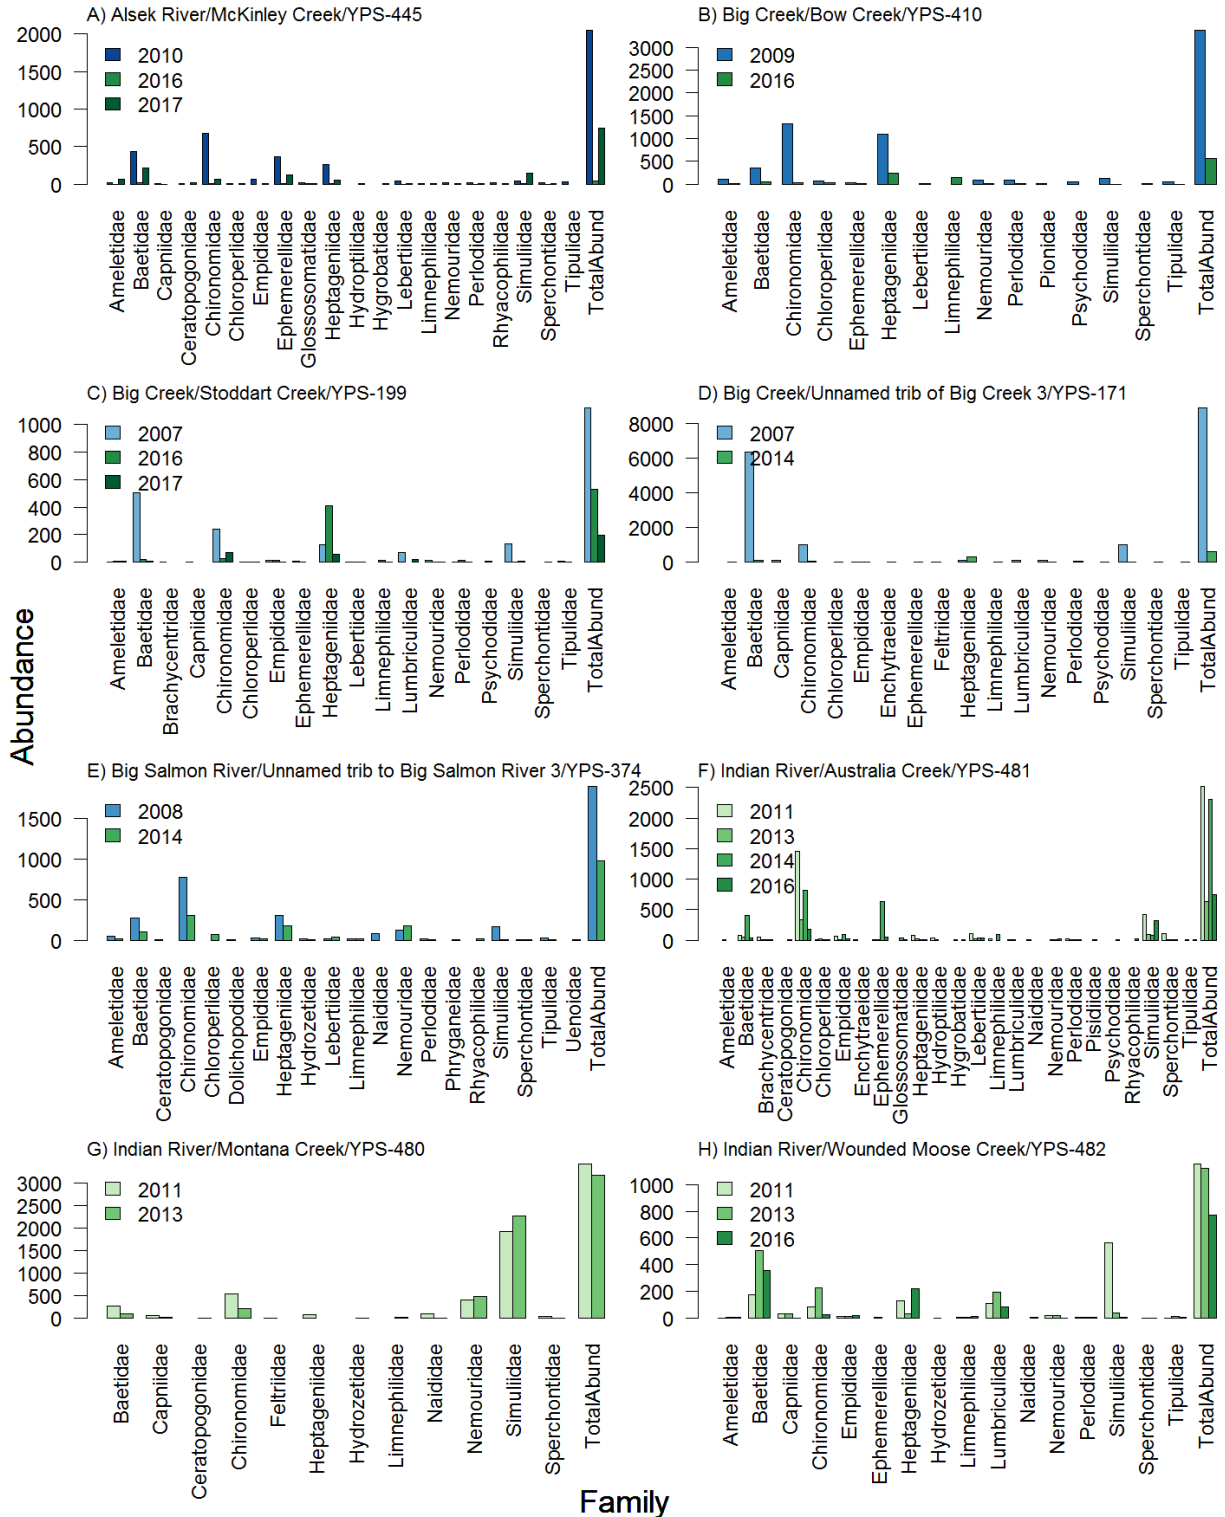 A) Alsek River/McKinley Creek/YPS-445
2000
1500
1000
500
0
2010
2016
2017
Ameletidae
Baetidae
Capniidae
Ceratopogonidae
Chironomidae
Chloroperlidae
Empididae
Ephemerellidae
Glossosomatidae
Heptageniidae
Hydroptilidae
Hygrobatidae
Lebertiidae
Limnephilidae
Nemouridae
Perlodidae
Rhyacophilidae
Simuliidae
Sperchontidae
Tipulidae
TotalAbund
B) Big Creek/Bow Creek/YPS-410
3000
2500
2000
1500
1000
500
0
2009
2016
Ameletidae
Baetidae
Chironomidae
Chloroperlidae
Ephemerellidae
Heptageniidae
Lebertiidae
Limnephilidae
Nemouridae
Perlodidae
Pionidae
Psychodidae
Simuliidae
Sperchontidae
Tipulidae
TotalAbund
C) Big Creek/Stoddart Creek/YPS-199
1000
800
600
400
200
0
2007
2016
2017
Ameletidae
Baetidae
Brachycentridae
Capniidae
Chironomidae
Chloroperlidae
Empididae
Ephemerellidae
Heptageniidae
Lebertiidae
Limnephilidae
Lumbriculidae
Nemouridae
Perlodidae
Psychodidae
Simuliidae
Sperchontidae
Tipulidae
TotalAbund
D) Big Creek/Unnamed trib of Big Creek 3/YPS-171
8000
6000
4000
2000
0
2007
2014
Ameletidae
Baetidae
Capniidae
Chironomidae
Chloroperlidae
Empididae
Enchytraeidae
Ephemerellidae
Feltriidae
Heptageniidae
Limnephilidae
Lumbriculidae
Nemouridae
Perlodidae
Psychodidae
Simuliidae
Sperchontidae
Tipulidae
TotalAbund
Abundance
E) Big Salmon River/Unnamed trib to Big Salmon River 3/YPS-374
1500
1000
500
0
2008
2014
Ameletidae
Baetidae
Ceratopogonidae
Chironomidae
Chloroperlidae
Dolichopodidae
Empididae
Heptageniidae
Hydrozetidae
Lebertiidae
Limnephilidae
Naididae
Nemouridae
Perlodidae
Phryganeidae
Rhyacophilidae
Simuliidae
Sperchontidae
Tipulidae
Uenoidae
TotalAbund
F) Indian River/Australia Creek/YPS-481
2500
2000
1500
1000
500
0
2011
2013
2014
2016
Ameletidae
Baetidae
Brachycentridae
Ceratopogonidae
Chironomidae
Chloroperlidae
Empididae
Enchytraeidae
Ephemerellidae
Glossosomatidae
Heptageniidae
Hydroptilidae
Hygrobatidae
Lebertiidae
Limnephilidae
Lumbriculidae
Naididae
Nemouridae
Perlodidae
Pisidiidae
Psychodidae
Rhyacophilidae
Simuliidae
Sperchontidae
Tipulidae
TotalAbund
G) Indian River/Montana Creek/YPS-480
3000
2500
2000
1500
1000
500
0
2011
2013
Baetidae
Capniidae
Ceratopogonidae
Chironomidae
Feltriidae
Heptageniidae
Hydrozetidae
Limnephilidae
Naididae
Nemouridae
Simuliidae
Sperchontidae
TotalAbund
H) Indian River/Wounded Moose Creek/YPS-482
1000
800
600
400
200
0
2011
2013
2016
Ameletidae
Baetidae
Capniidae
Chironomidae
Empididae
Ephemerellidae
Heptageniidae
Hydrozetidae
Limnephilidae
Lumbriculidae
Naididae
Nemouridae
Perlodidae
Simuliidae
Sperchontidae
Tipulidae
TotalAbund
Family